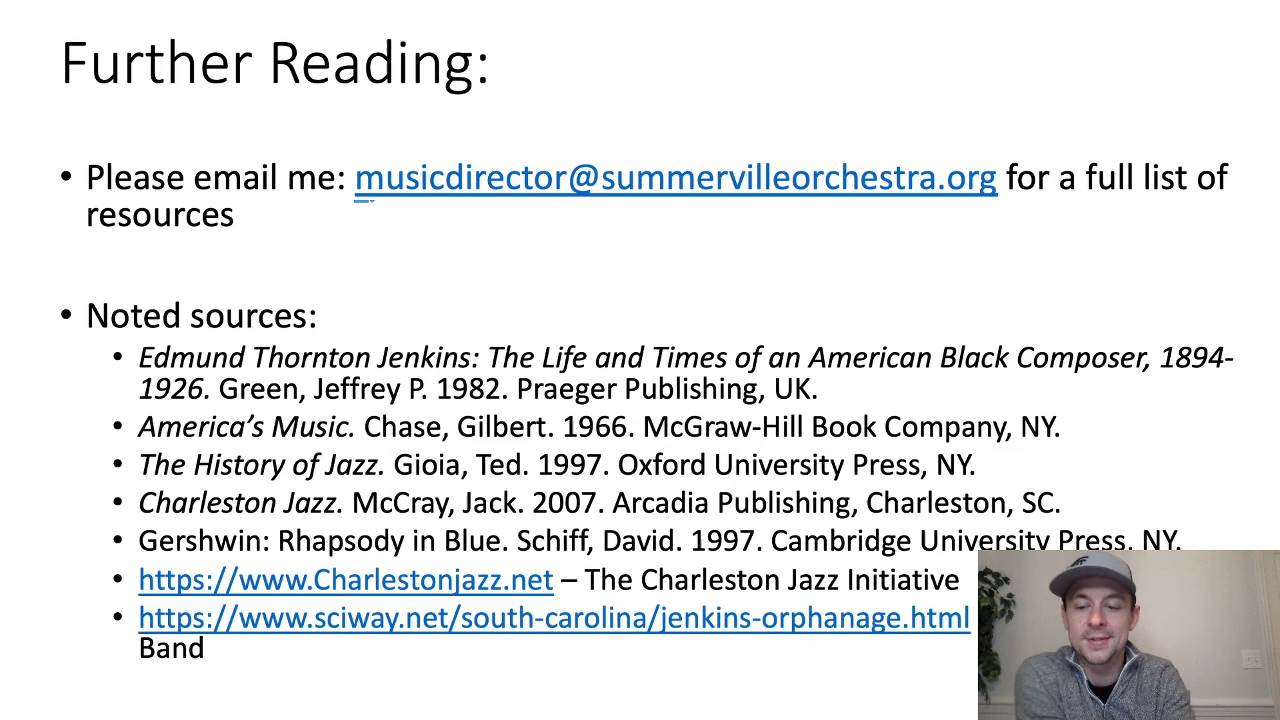 Further Reading:
• Please email me: musicdirector@summervilleorchestra.org for a full list of
resources
• Noted sources:
• Edmund Thornton Jenkins: The Life and Times of an American Black Composer, 1894-
1926. Green, Jeffrey P. 1982. Praeger Publishing, UK.
• America’s Music. Chase, Gilbert. 1966. McGraw-Hill Book Company, NY.
• The History of Jazz. Gioia, Ted. 1997. Oxford University Press, NY.
• Charleston Jazz. McCray, Jack. 2007. Arcadia Publishing, Charleston, SC.
• Gershwin: Rhapsody in Blue. Schiff, David. 1997. Cambridge University Press, NY.
• https://www.Charlestonjazz.net – The Charleston Jazz Initiative
• https://www.sciway.net/south-carolina/jenkins-orphanage.html
Band